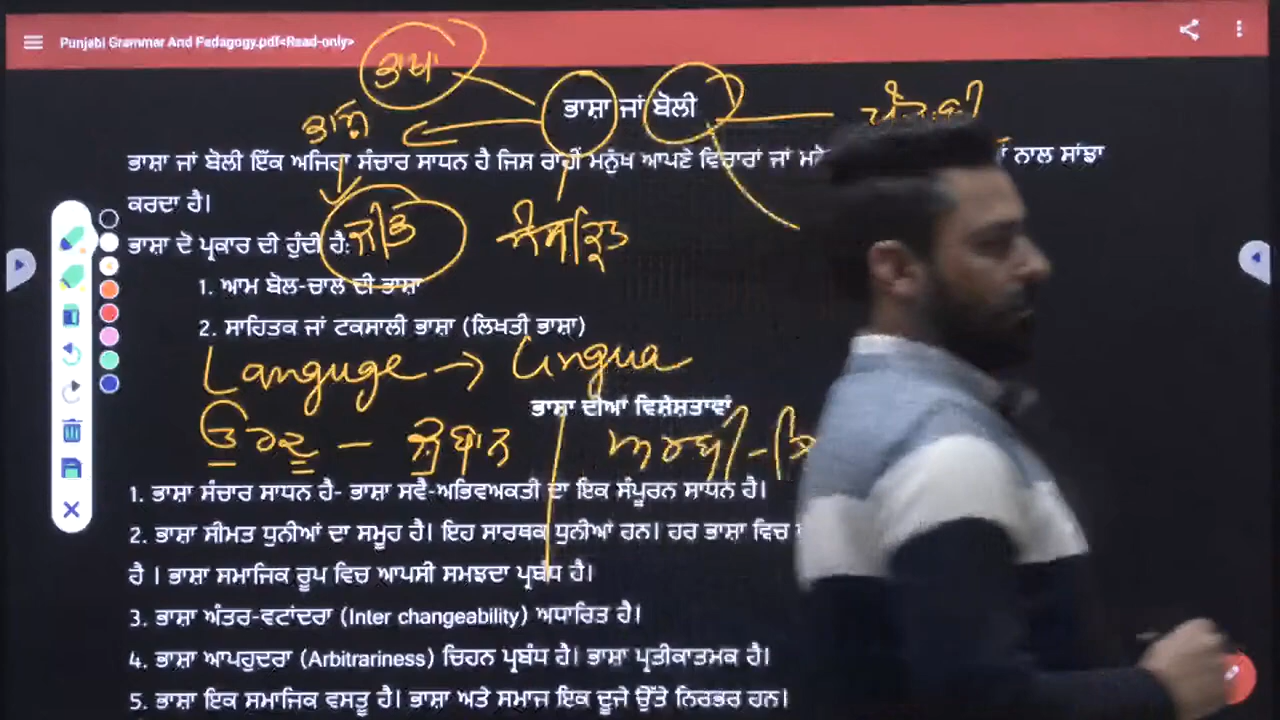 Punjabi Grammar And Pedagogy.pdf<Read-only>
ਭਾਖਾ
ਭਾਸ਼ਾ ਜਾਂ ਬੋਲੀ
ਭਾਸ਼
ਭਾਸ਼ਾ ਜਾਂ ਬੋਲੀ ਇੱਕ ਅਜਿਹਾ ਸੰਚਾਰ ਸਾਧਨ ਹੈ ਜਿਸ ਰਾਹੀਂ ਮਨੁੱਖ ਆਪਣੇ ਵਿਚਾਰਾਂ ਜਾਂ ਨਾਲ ਸਾਂਝਾ
ਕਰਦਾ ਹੈ।
ਜੀਭ ਸੰਸਕ੍ਰਿਤ
ਭਾਸ਼ਾ ਦੋ ਪ੍ਰਕਾਰ ਦੀ ਹੁੰਦੀ ਹੈ:
1. ਆਮ ਬੋਲ-ਚਾਲ ਦੀ ਭਾਸ਼ਾ
2. ਸਾਹਿਤਕ ਜਾਂ ਟਕਸਾਲੀ ਭਾਸ਼ਾ (ਲਿਖਤੀ ਭਾਸ਼ਾ)
Languge → Lingua
ਭਾਸ਼ਾ ਦੀਆਂ ਵਿਸ਼ੇਸ਼ਤਾਵਾਂ
ਉਰਦੂ - ਜ਼ੁਬਾਨ ਅਰਬੀ -
1. ਭਾਸ਼ਾ ਸੰਚਾਰ ਸਾਧਨ ਹੈ- ਭਾਸ਼ਾ ਸਵੈ-ਅਭਿਵਅਕਤੀ ਦਾ ਇਕ ਸੰਪੂਰਨ ਸਾਧਨ ਹੈ।
2. ਭਾਸ਼ਾ ਸੀਮਤ ਧੁਨੀਆਂ ਦਾ ਸਮੂਹ ਹੈ। ਇਹ ਸਾਰਥਕ ਧੁਨੀਆਂ ਹਨ। ਹਰ ਭਾਸ਼ਾ ਵਿਚ
ਹੈ । ਭਾਸ਼ਾ ਸਮਾਜਿਕ ਰੂਪ ਵਿਚ ਆਪਸੀ ਸਮਝਦਾ ਪ੍ਰਬੰਧ ਹੈ।
3. ਭਾਸ਼ਾ ਅੰਤਰ-ਵਟਾਂਦਰਾ (Inter changeability) ਅਧਾਰਿਤ ਹੈ।
4. ਭਾਸ਼ਾ ਆਪਹੁਦਰਾ (Arbitrariness) ਚਿਹਨ ਪ੍ਰਬੰਧ ਹੈ। ਭਾਸ਼ਾ ਪ੍ਰਤੀਕਾਤਮਕ ਹੈ।
5. ਭਾਸ਼ਾ ਇਕ ਸਮਾਜਿਕ ਵਸਤੂ ਹੈ। ਭਾਸ਼ਾ ਅਤੇ ਸਮਾਜ ਇਕ ਦੂਜੇ ਉੱਤੇ ਨਿਰਭਰ ਹਨ।